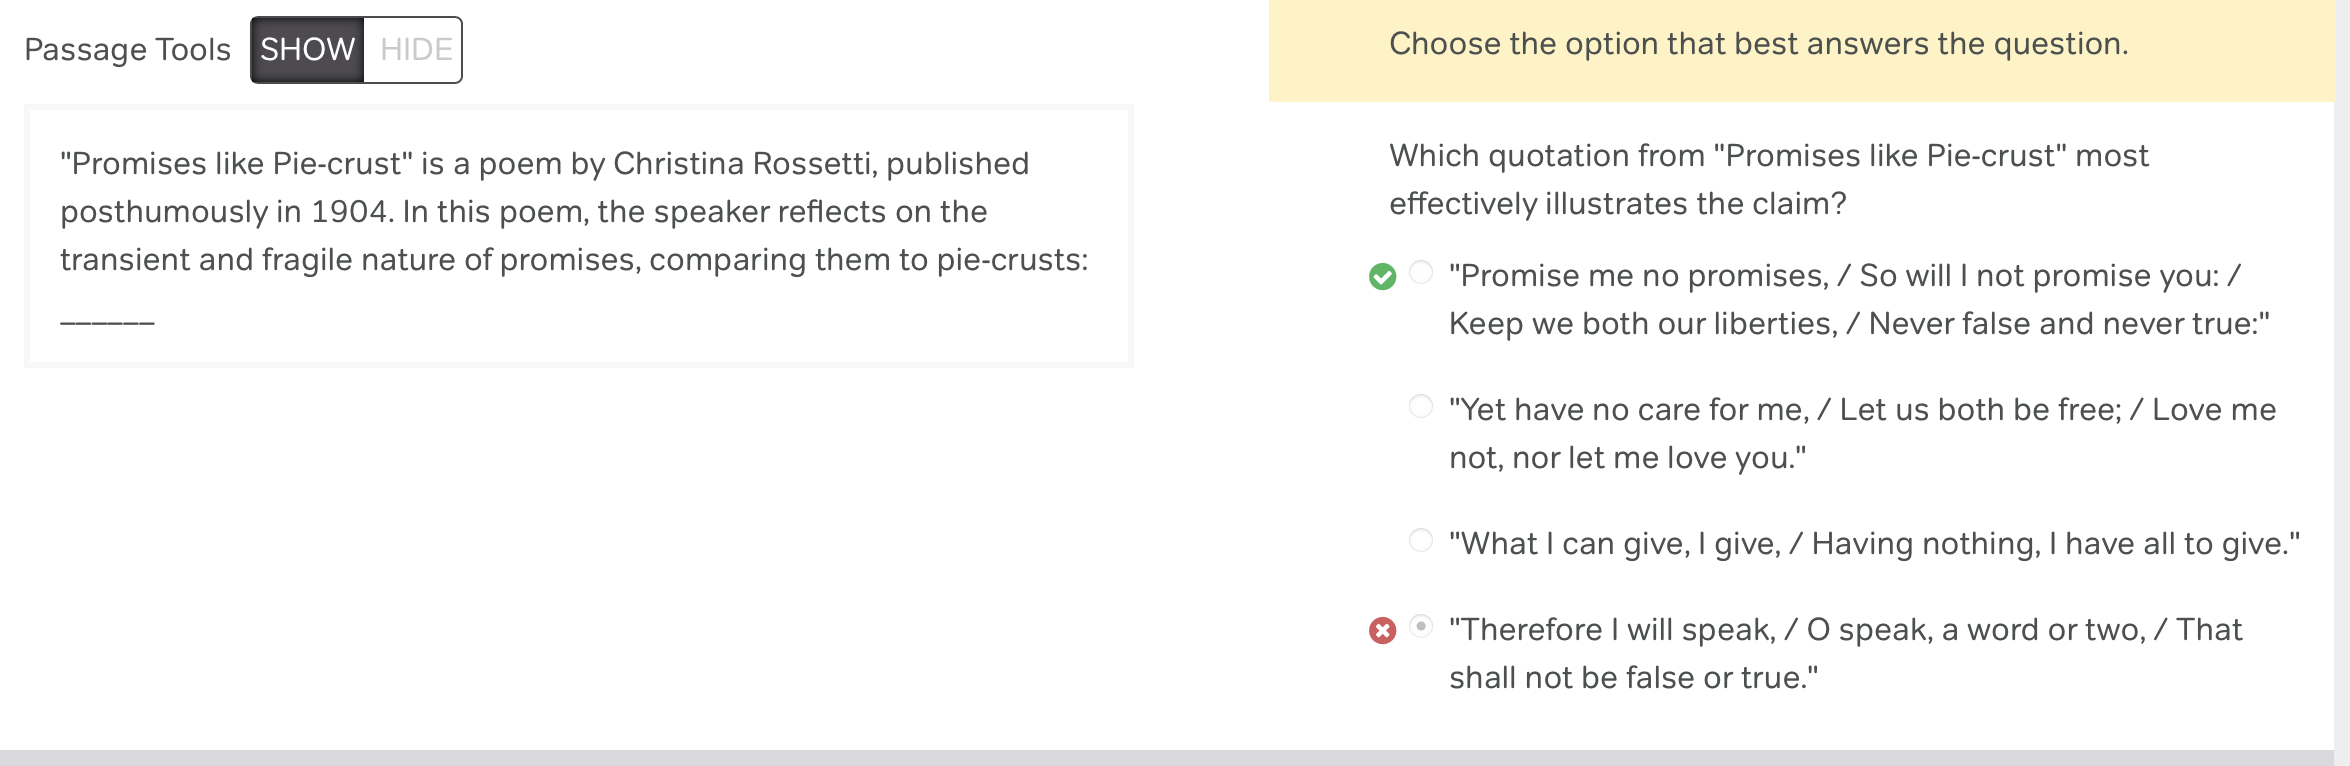 Passage Tools SHOW HIDE
"Promises like Pie-crust" is a poem by Christina Rossetti, published
posthumously in 1904. In this poem, the speaker reflects on the
transient and fragile nature of promises, comparing them to pie-crusts:
______
Choose the option that best answers the question.
Which quotation from "Promises like Pie-crust" most
effectively illustrates the claim?
"Promise me no promises, / So will I not promise you: /
Keep we both our liberties, / Never false and never true:"
"Yet have no care for me, / Let us both be free; / Love me
not, nor let me love you."
"What I can give, I give, / Having nothing, I have all to give."
"Therefore I will speak, / O speak, a word or two, / That
shall not be false or true."